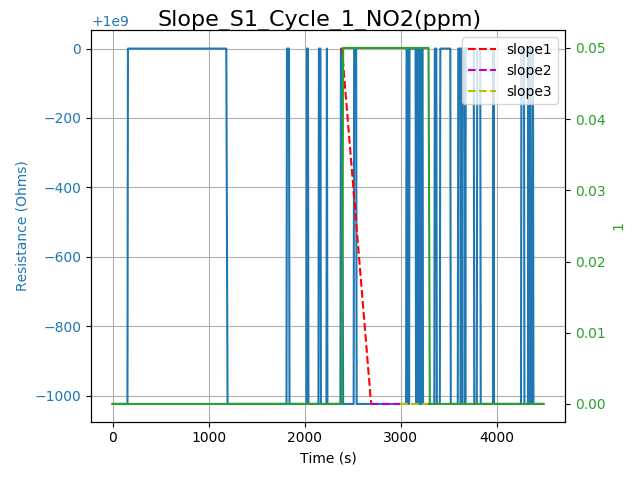 Slope_S1_Cycle_1_NO2(ppm)
+1e9
slope1
slope2
slope3
0
−200
−400
−600
−800
−1000
Resistance (Ohms)
0.05
0.04
0.03
0.02
0.01
0.00
1
0
1000
2000
3000
4000
Time (s)